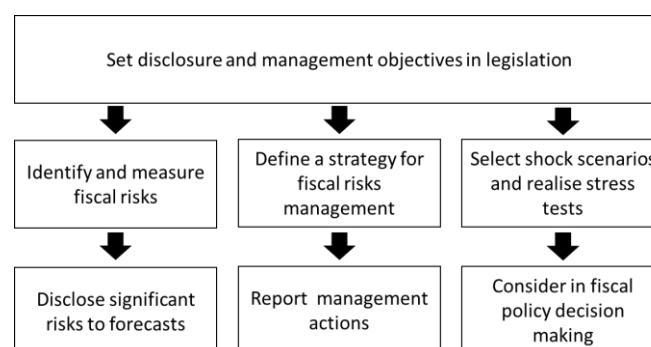 Set disclosure and management objectives in legislation
Identify and measure
fiscal risks
Define a strategy for
fiscal risks
management
Select shock scenarios
and realise stress
tests
Disclose significant
risks to forecasts
Report management
actions
Consider in fiscal
policy decision
making